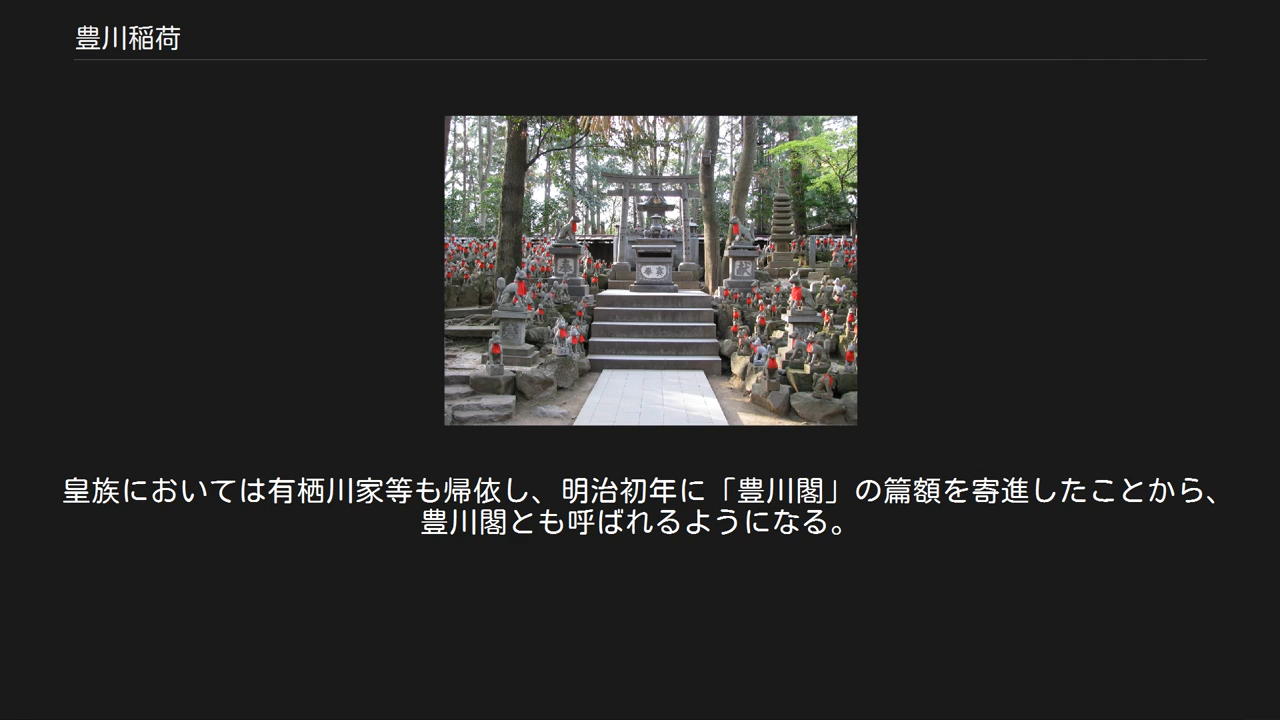 豊川稲荷
奉
献
皇族においては有栖川家等も帰依し、明治初年に「豊川閣」の篇額を寄進したことから、
豊川閣とも呼ばれるようになる。